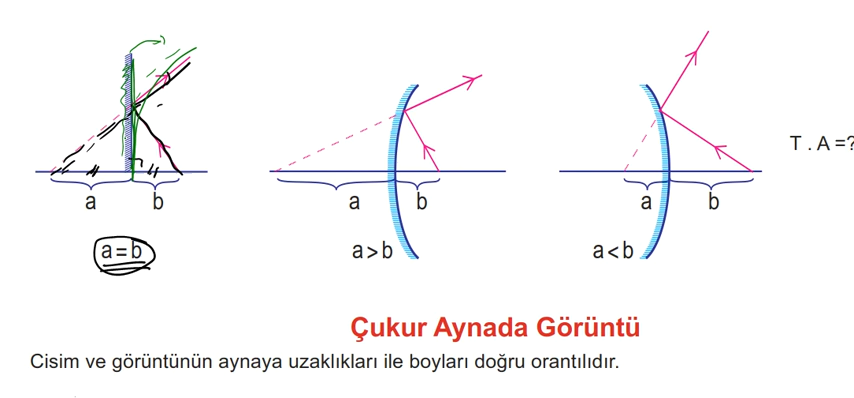 T . A =?
a
b
a
b
a
b
a=b
a>b
a<b
Çukur Aynada Görüntü
Cisim ve görüntünün aynaya uzaklıkları ile boyları doğru orantılıdır.